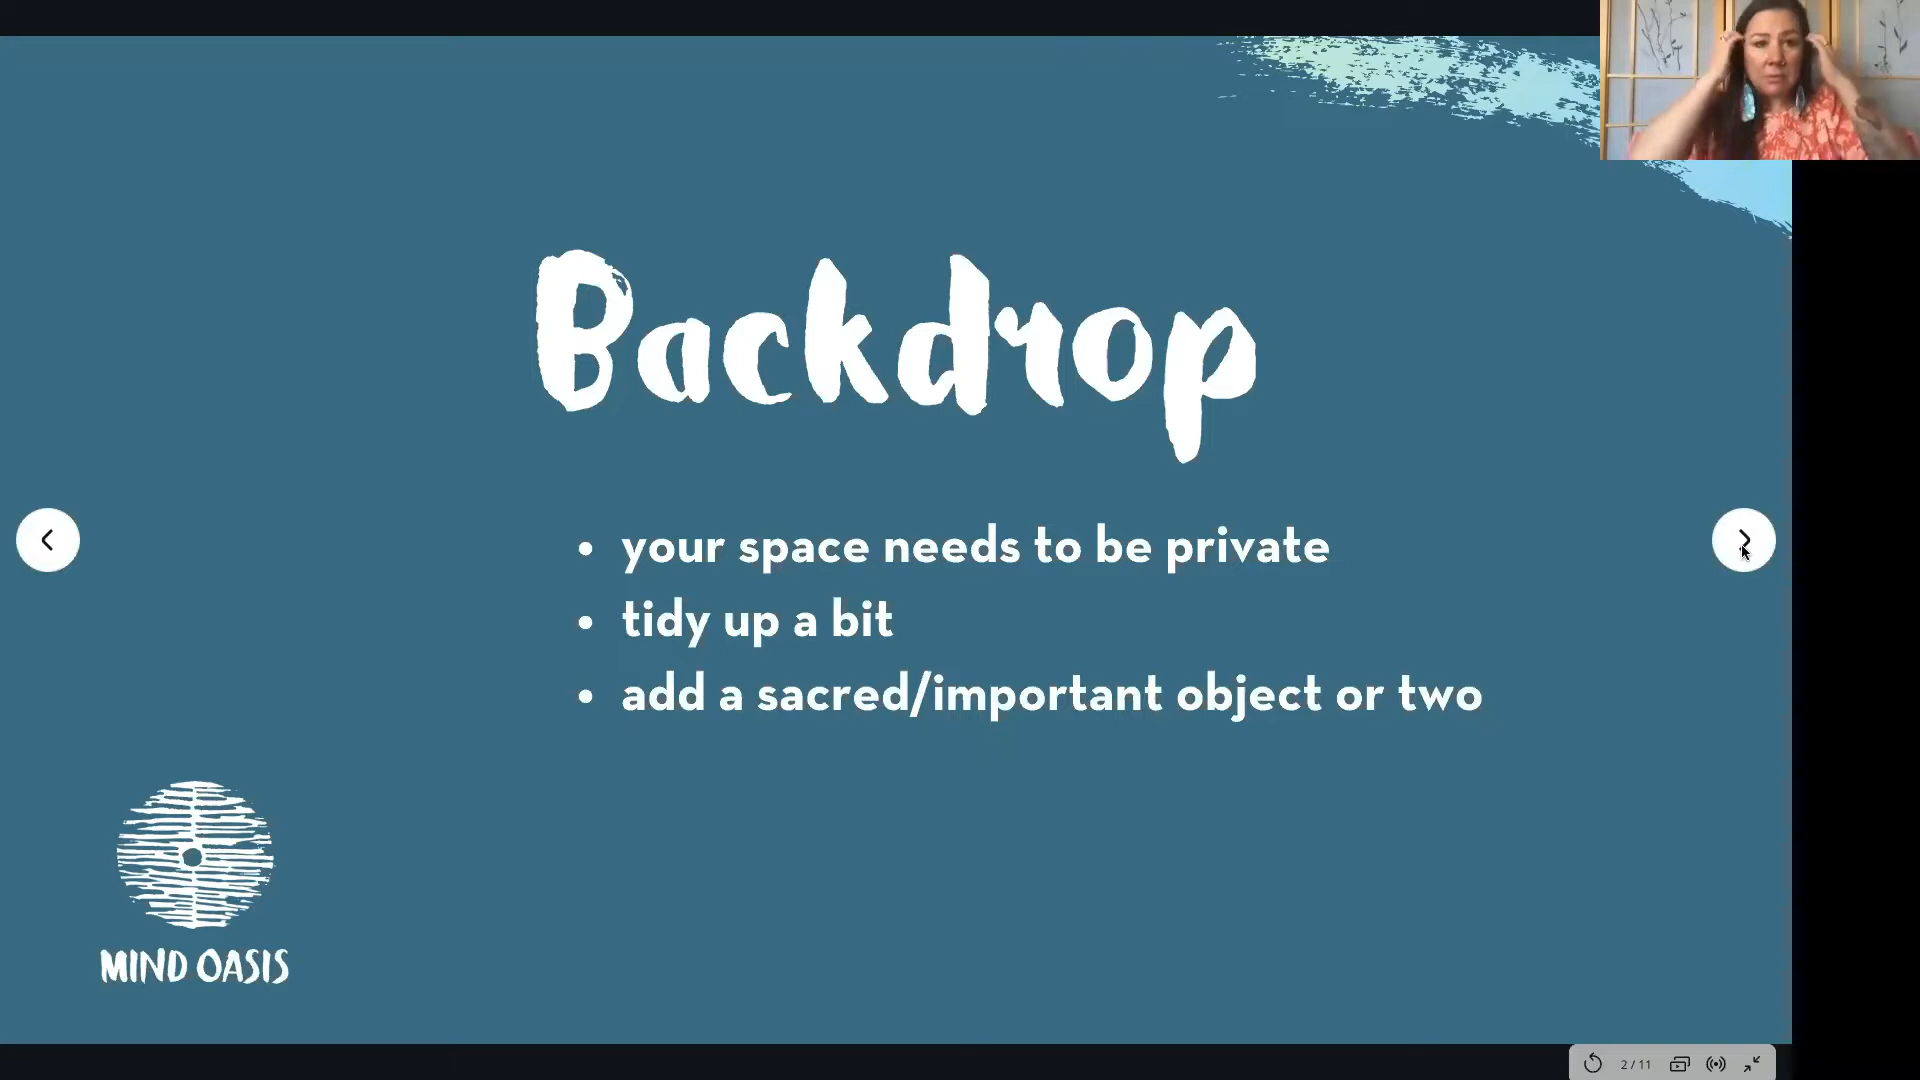 Backdrop
your space needs to be private
tidy up a bit
add a sacred/important object or two
MIND OASIS
2 / 11